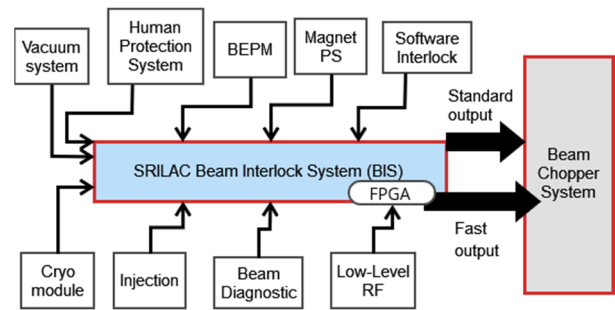 Vacuum
system
Human
Protection
System
BEPM
Magnet
PS
Software
Interlock
Standard
output
SRILAC Beam Interlock System (BIS)
FPGA
Beam
Chopper
System
Fast
output
Cryo
module
Injection
Beam
Diagnostic
Low-Level
RF